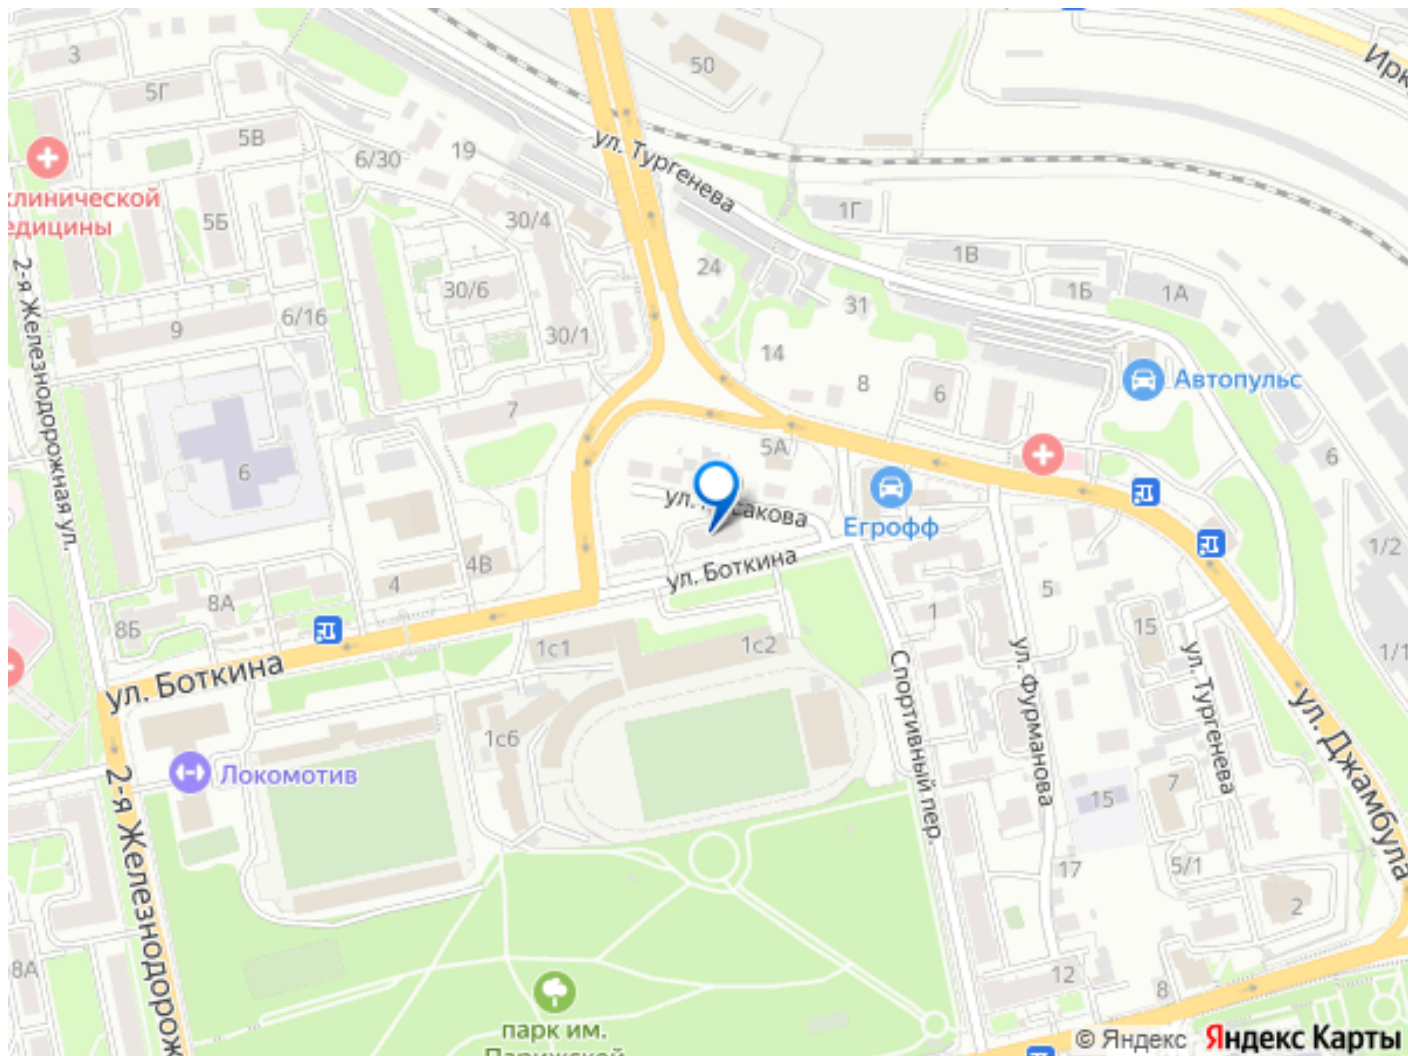 50
Ирк
3
5Г
5В
6/30
19
ул. Тургенева
клинической
едицины
5Б
30/4
1Г
1В
1Б
1А
24
31
30/6
30/1
6/16
9
14
8
6
Автопульс
2-я Железнодорожная ул.
7
5А
6
6
ул.
сакова
Егрофф
ул. Боткина
1/2
4В
4
8А
8Б
5
1
15
1с1
1с2
1/1
ул. Боткина
Спортивный пер.
ул. Фурманова
ул. Тургенева
ул. Джамбула
1с6
Локомотив
2-я Железнодорож
15
7
17
5/1
2
8А
12
8
парк им.
Парижской
© Яндекс Яндекс Карты